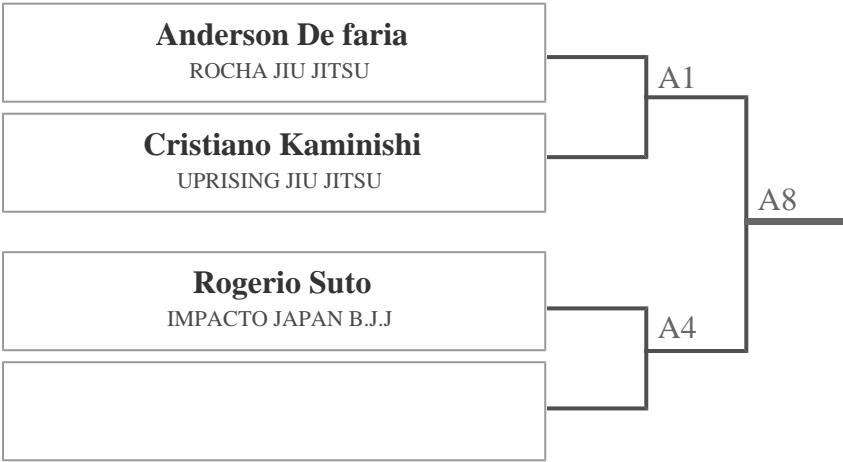 Anderson De faria
ROCHA JIU JITSU
A1
Cristiano Kaminishi
UPRISING JIU JITSU
A8
Rogerio Suto
IMPACTO JAPAN B.J.J
A4